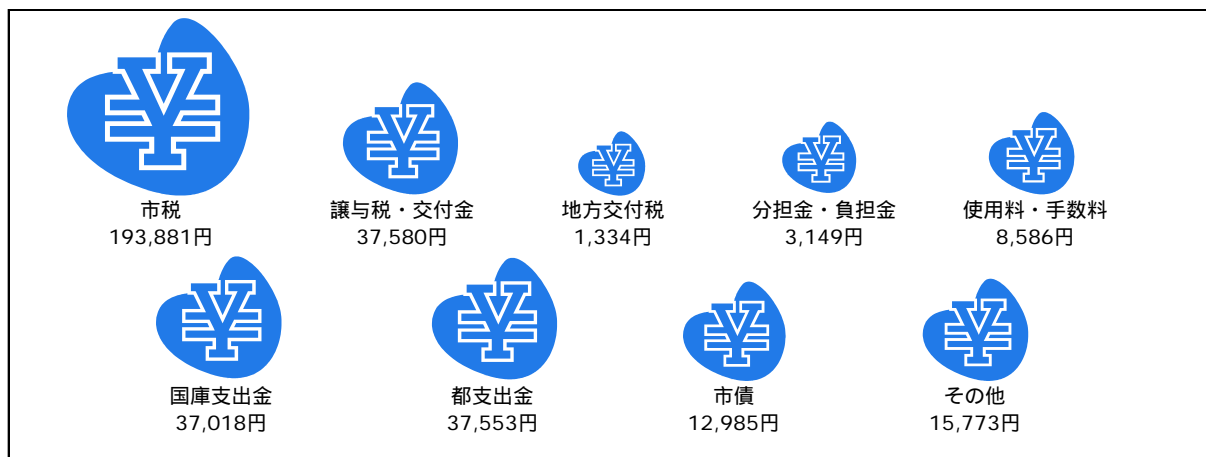 市税
193,881円
譲与税・交付金
37,580円
地方交付税
1,334円
分担金・負担金
3,149円
使用料・手数料
8,586円
国庫支出金
37,018円
都支出金
37,553円
市債
12,985円
その他
15,773円